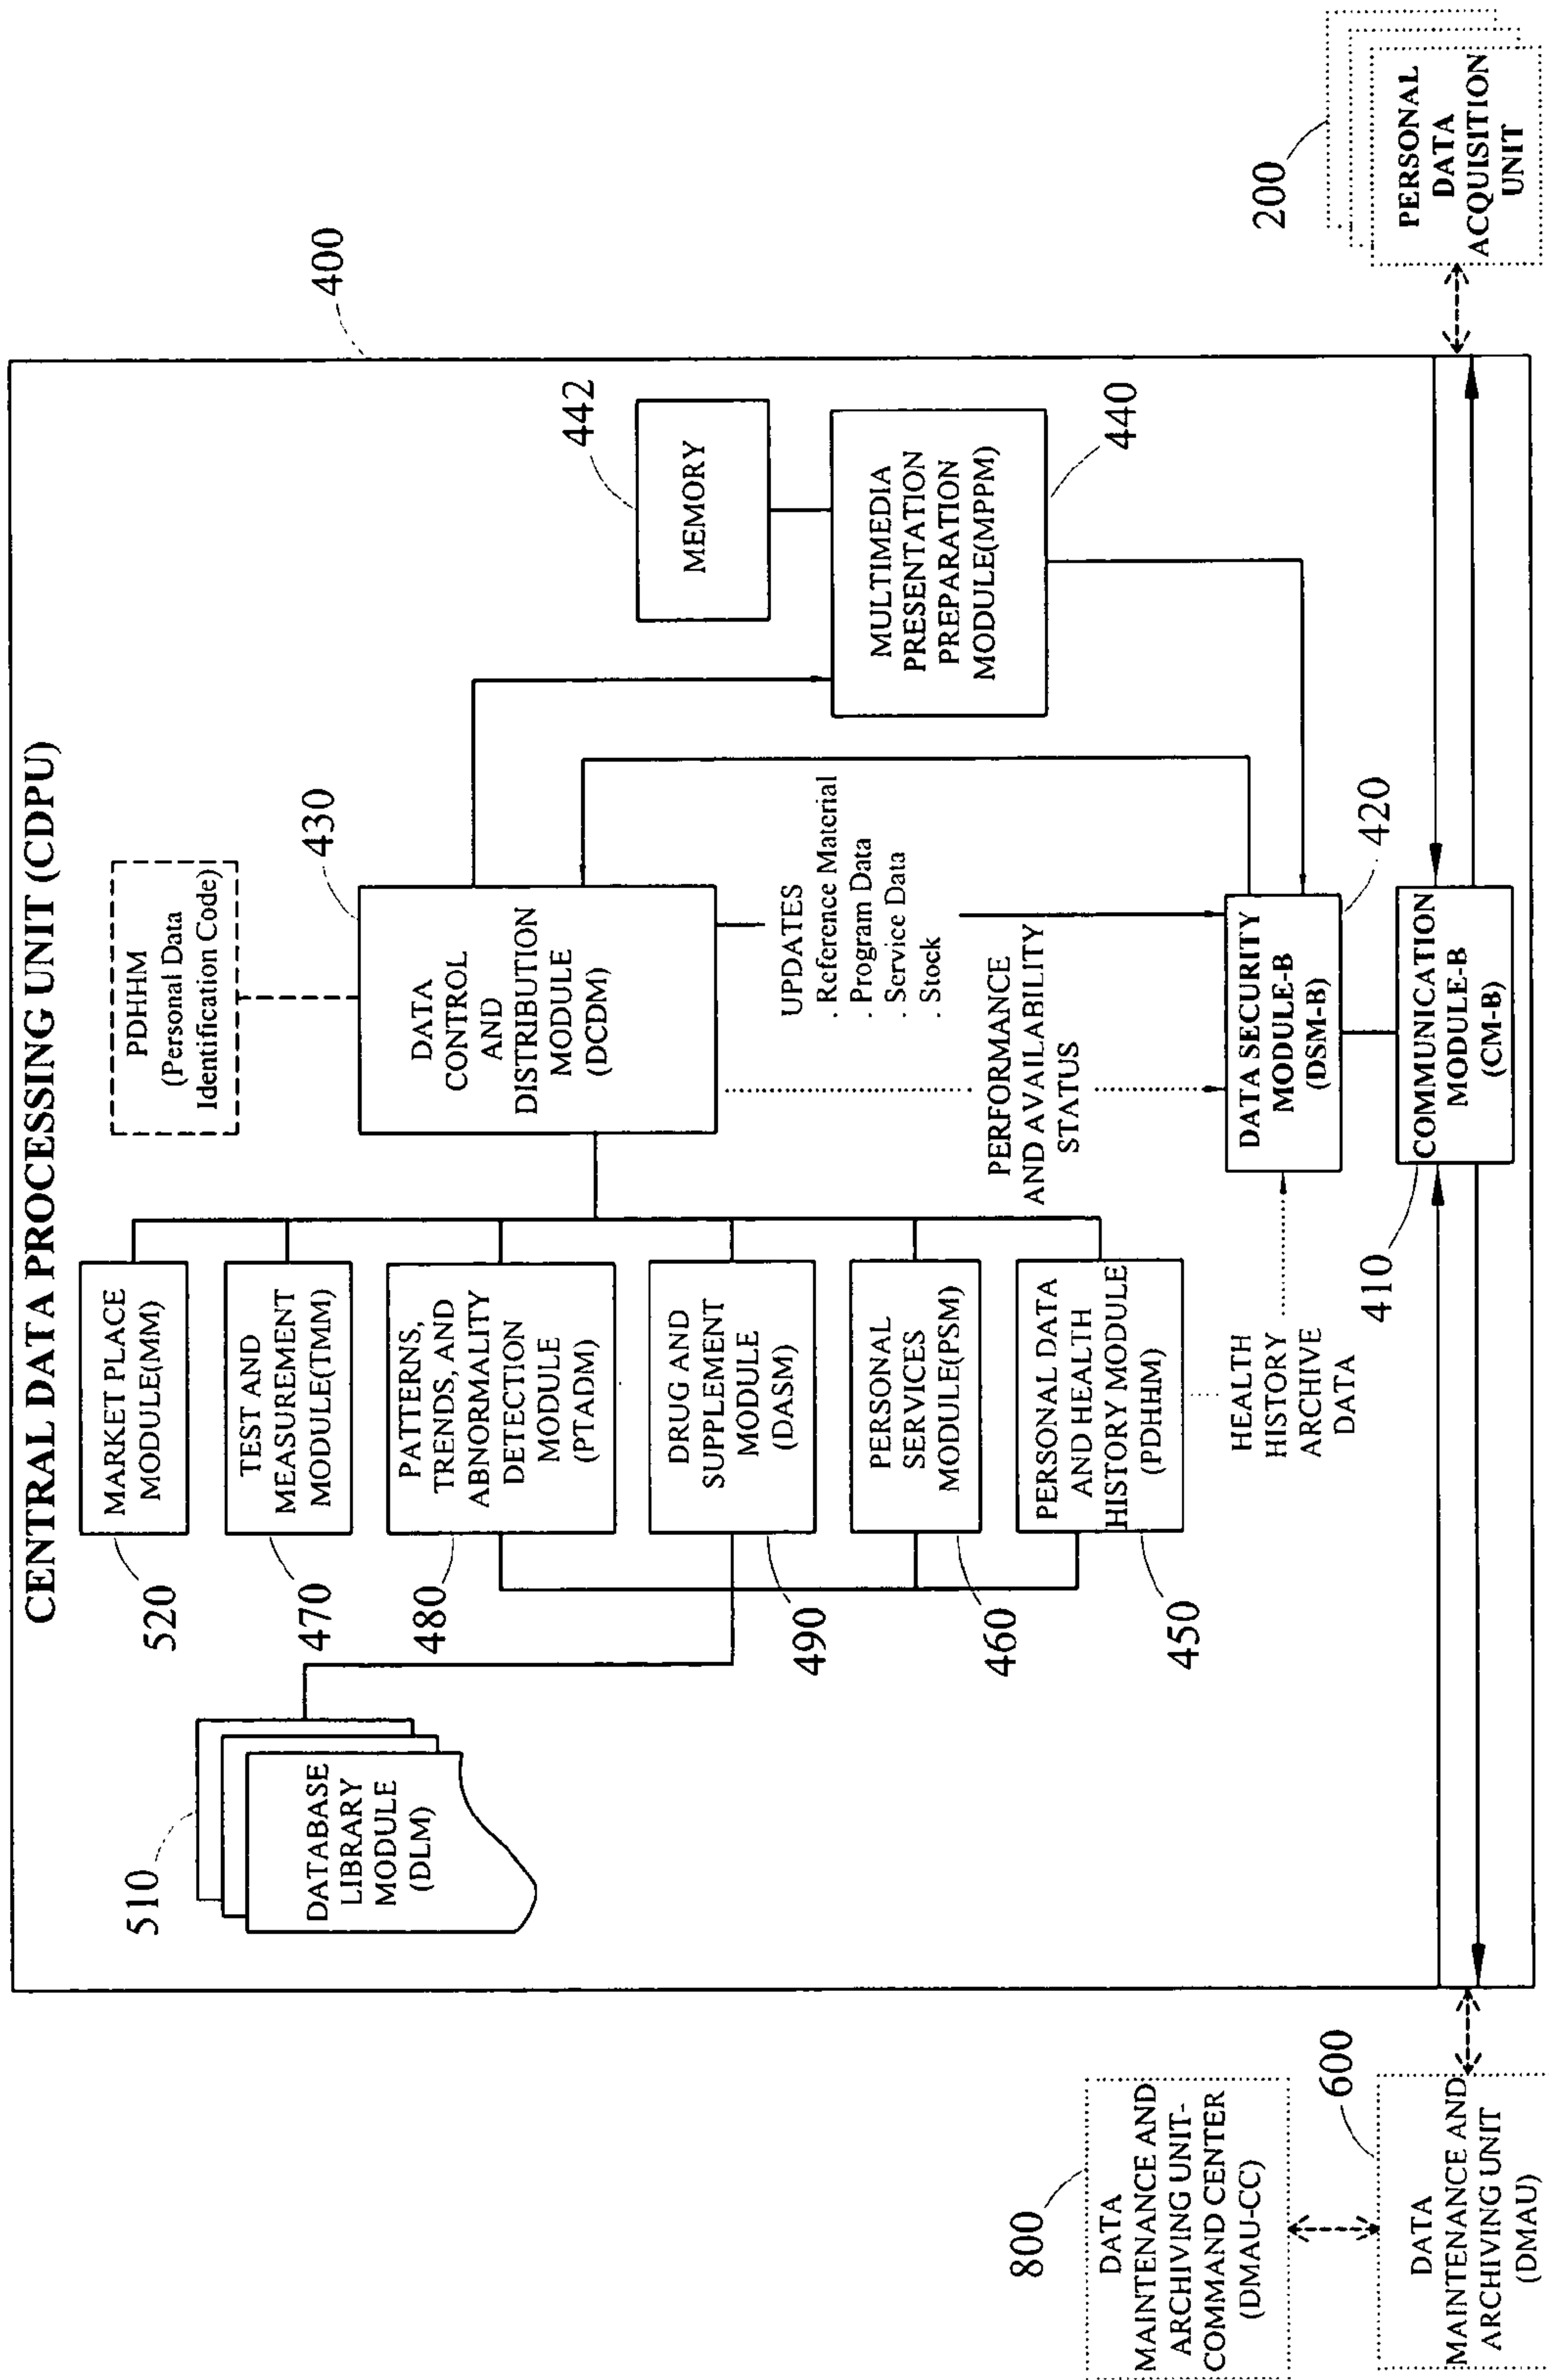 CENTRAL DATA PROCESSING UNIT (CDPU)
400
510
DATABASE
LIBRARY
MODULE
(DLM)
520
MARKET PLACE
MODULE(MM)
470
TEST AND
MEASUREMENT
MODULE(TMM)
480
PATTERNS,
TRENDS, AND
ABNORMALITY
DETECTION
MODULE
(PTADM)
490
DRUG AND
SUPPLEMENT
MODULE
(DASM)
460
PERSONAL
SERVICES
MODULE(PSM)
450
PERSONAL DATA
AND HEALTH
HISTORY MODULE
(PDHHM)
HEALTH
HISTORY
ARCHIVE
DATA
PDHHM
(Personal Data
Identification Code)
430
DATA
CONTROL
AND
DISTRIBUTION
MODULE
(DCDM)
UPDATES
. Reference Material
. Program Data
. Service Data
. Stock
PERFORMANCE
AND AVAILABILITY
STATUS
442
MEMORY
MULTIMEDIA
PRESENTATION
PREPARATION
MODULE(MPPM)
440
DATA SECURITY
MODULE-B
(DSM-B)
420
410
COMMUNICATION
MODULE-B
(CM-B)
200
PERSONAL
DATA
ACQUISITION
UNIT
800
DATA
MAINTENANCE AND
ARCHIVING UNIT-
COMMAND CENTER
(DMAU-CC)
600
DATA
MAINTENANCE AND
ARCHIVING UNIT
(DMAU)